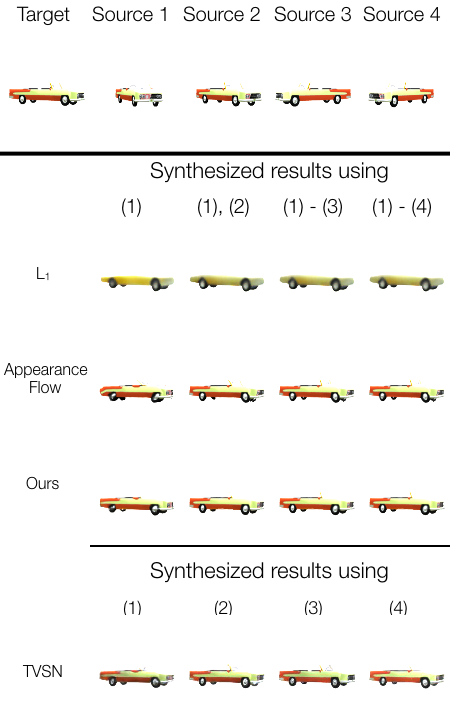 Target Source 1 Source 2 Source 3 Source 4
Synthesized results using
(1) (1), (2) (1) - (3) (1) - (4)
L₁
Appearance
Flow
Ours
Synthesized results using
(1) (2) (3) (4)
TVSN